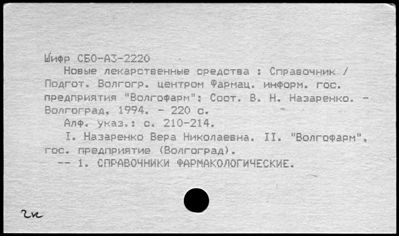 Шифр СБО-АЗ-2220
Новые лекарственные средства : Справочник /
Подгот. Волгогр. центром Фармац. информ. гос.
предприятия "Волгофарм"; Сост. В. Н. Назаренко. -
Волгоград, 1994. - 220 с.
Алф. указ.: с. 210-214.
I. Назаренко Вера Николаевна. II. "Волгофарм",
гос. предприятие (Волгоград).
-- 1. СПРАВОЧНИКИ ФАРМАКОЛОГИЧЕСКИЕ.